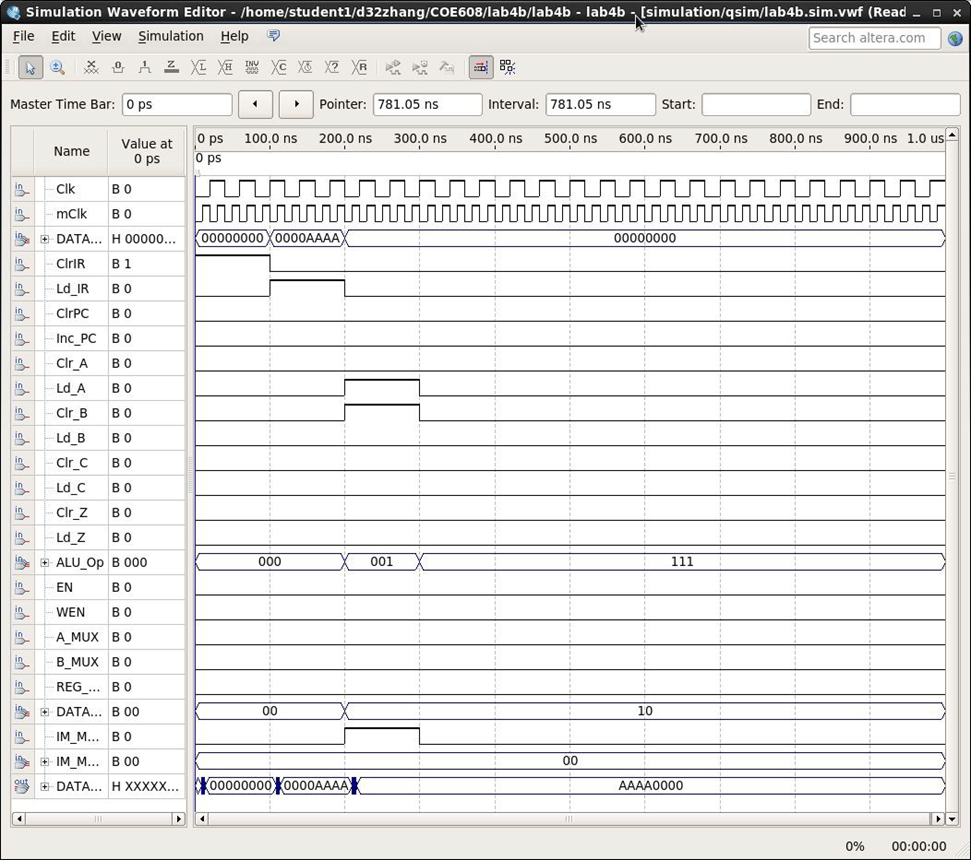 Simulation Waveform Editor - /home/student1/d32zhang/COE608/lab4b/lab4b - lab4b - [simulation/qsim/lab4b.sim.vwf (Read
File Edit View Simulation Help Search altera.com
Master Time Bar: 0 ps Pointer: 781.05 ns Interval: 781.05 ns Start: End:
Name Value at 0 ps 0 ps 100.0 ns 200.0 ns 300.0 ns 400.0 ns 500.0 ns 600.0 ns 700.0 ns 800.0 ns 900.0 ns 1.0 us
0 ps
Clk B 0
mClk B 0
DATA... H 00000... 00000000 0000AAAA 00000000
ClrIR B 1
Ld_IR B 0
ClrPC B 0
Inc_PC B 0
Clr_A B 0
Ld_A B 0
Clr_B B 0
Ld_B B 0
Clr_C B 0
Ld_C B 0
Clr_Z B 0
Ld_Z B 0
ALU_Op B 000 000 001 111
EN B 0
WEN B 0
A_MUX B 0
B_MUX B 0
REG_... B 0
DATA... B 00 00 10
IM_M... B 0
IM_M... B 00 00
DATA... H XXXXX... 00000000 0000AAAA AAAA0000
0% 00:00:00